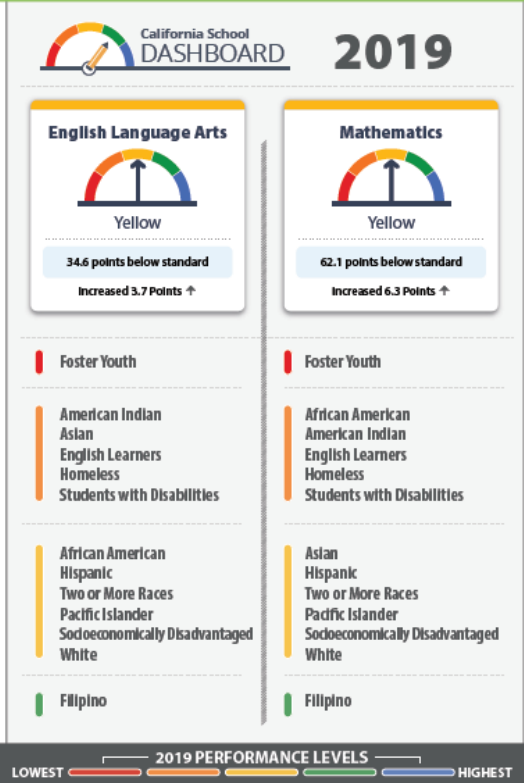 California School
DASHBOARD
2019
English Language Arts
Yellow
34.6 points below standard
Increased 3.7 Points ↑
Mathematics
Yellow
62.1 points below standard
Increased 6.3 Points ↑
Foster Youth
American Indian
Asian
English Learners
Homeless
Students with Disabilities
African American
Hispanic
Two or More Races
Pacific Islander
Socioeconomically Disadvantaged
White
Filipino
Foster Youth
African American
American Indian
English Learners
Homeless
Students with Disabilities
Asian
Hispanic
Two or More Races
Pacific Islander
Socioeconomically Disadvantaged
White
Filipino
2019 PERFORMANCE LEVELS
LOWEST
HIGHEST